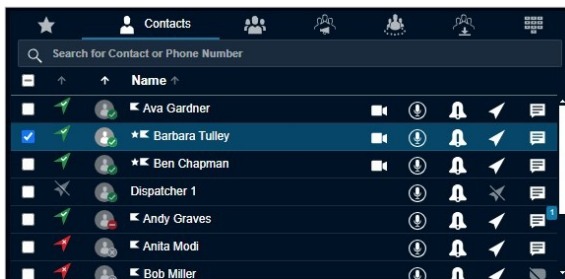 Contacts
Search for Contact or Phone Number
Name
Ava Gardner
Barbara Tulley
Ben Chapman
Dispatcher 1
Andy Graves
1
Anita Modi
Bob Miller